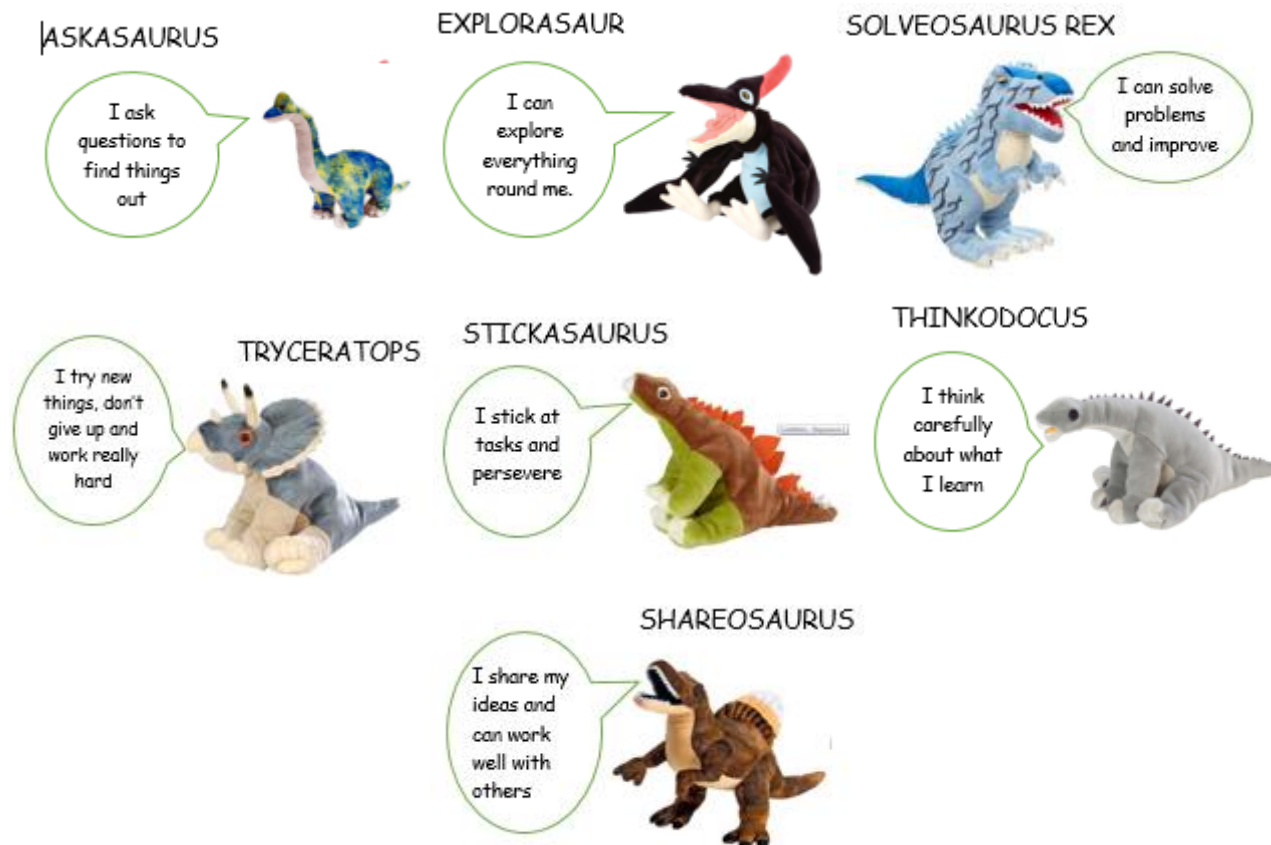 ASKASAURUS
I ask
questions to
find things
out
EXPLORASAUR
I can
explore
everything
round me.
SOLVEOSAURUS REX
I can solve
problems
and improve
TRYCERATOPS
I try new
things, don't
give up and
work really
hard
STICKASAURUS
I stick at
tasks and
persevere
THINKODOCUS
I think
carefully
about what
I learn
SHAREOSAURUS
I share my
ideas and
can work
well with
others